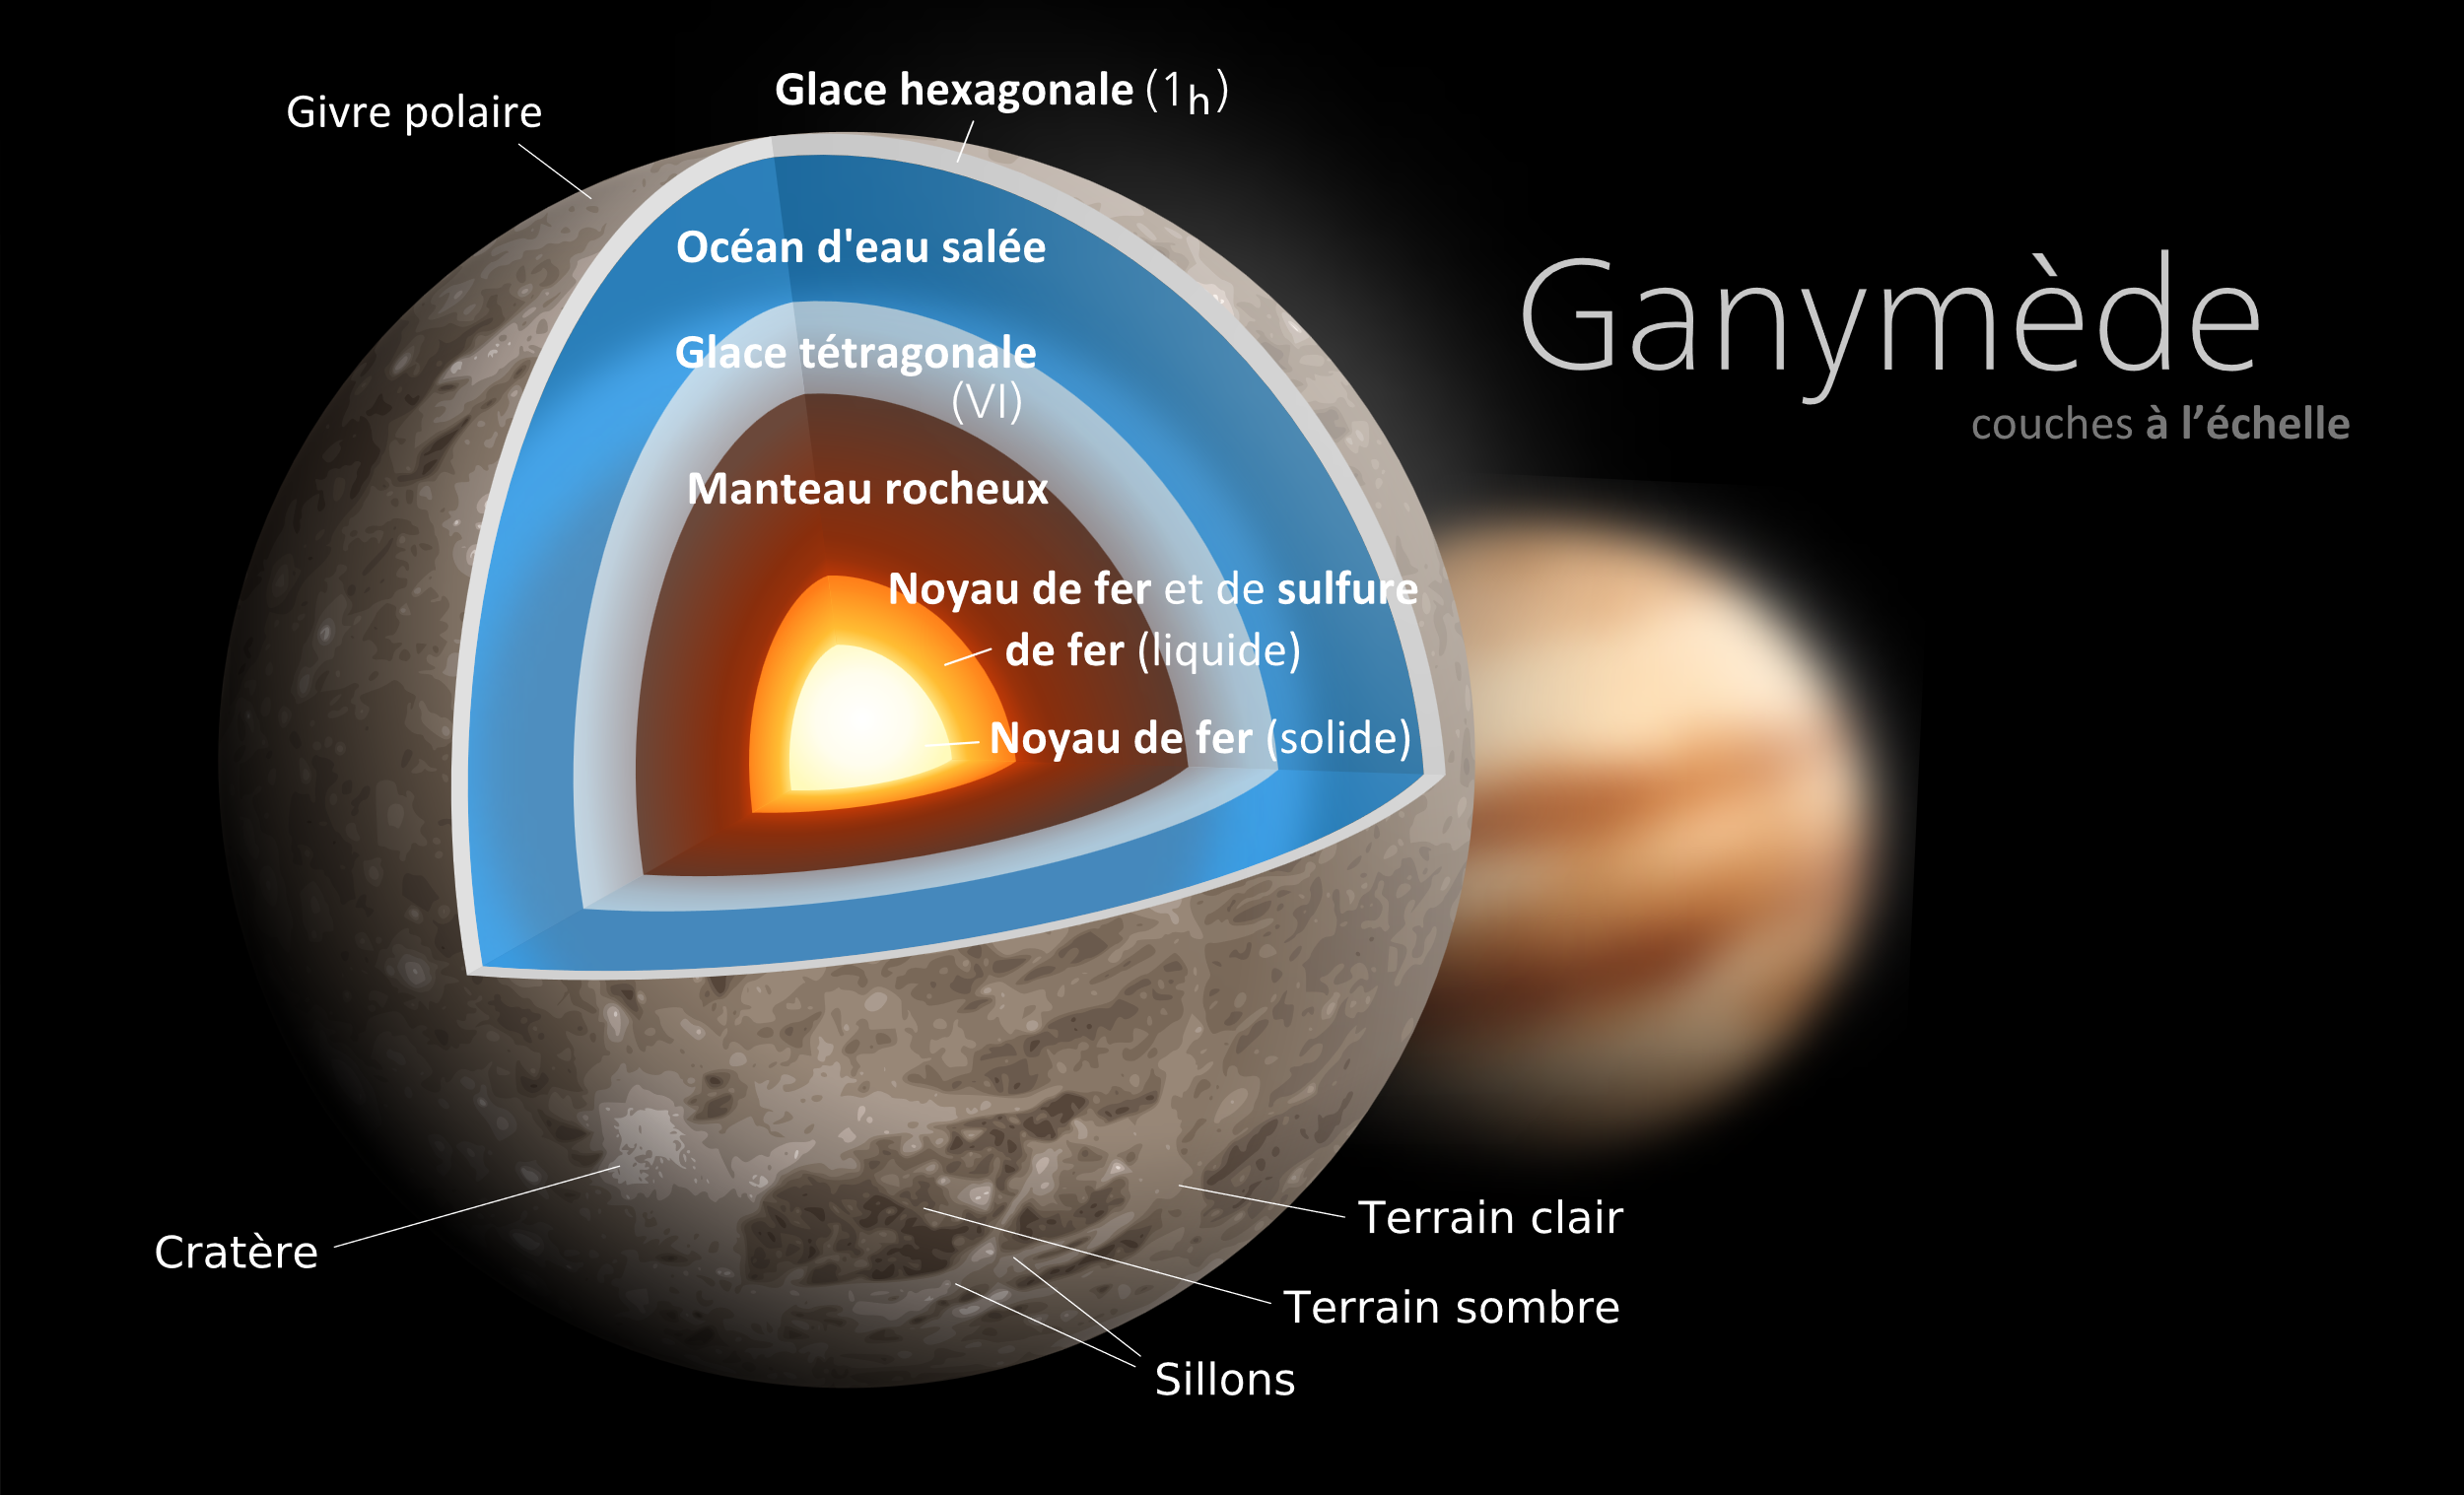 Glace hexagonale (1h)
Givre polaire
Océan d'eau salée
Ganymède
couches à l’échelle
Glace tétragonale
(VI)
Manteau rocheux
Noyau de fer et de sulfure
de fer (liquide)
Noyau de fer (solide)
Terrain clair
Cratère
Terrain sombre
Sillons